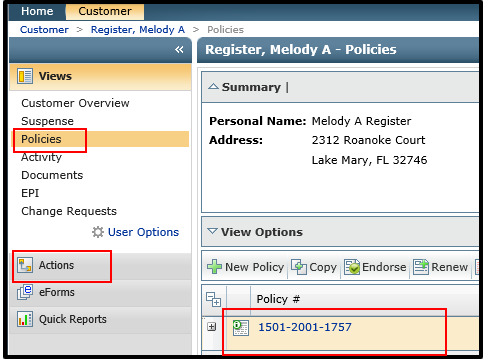 Home Customer
Customer > Register, Melody A > Policies
«
Register, Melody A - Policies
Views
Customer Overview
Suspense
Policies
Activity
Documents
EPI
Change Requests
User Options
Actions
eForms
Quick Reports
Summary |
Personal Name: Melody A Register
Address: 2312 Roanoke Court
Lake Mary, FL 32746
View Options
New Policy Copy Endorse Renew
Policy #
1501-2001-1757